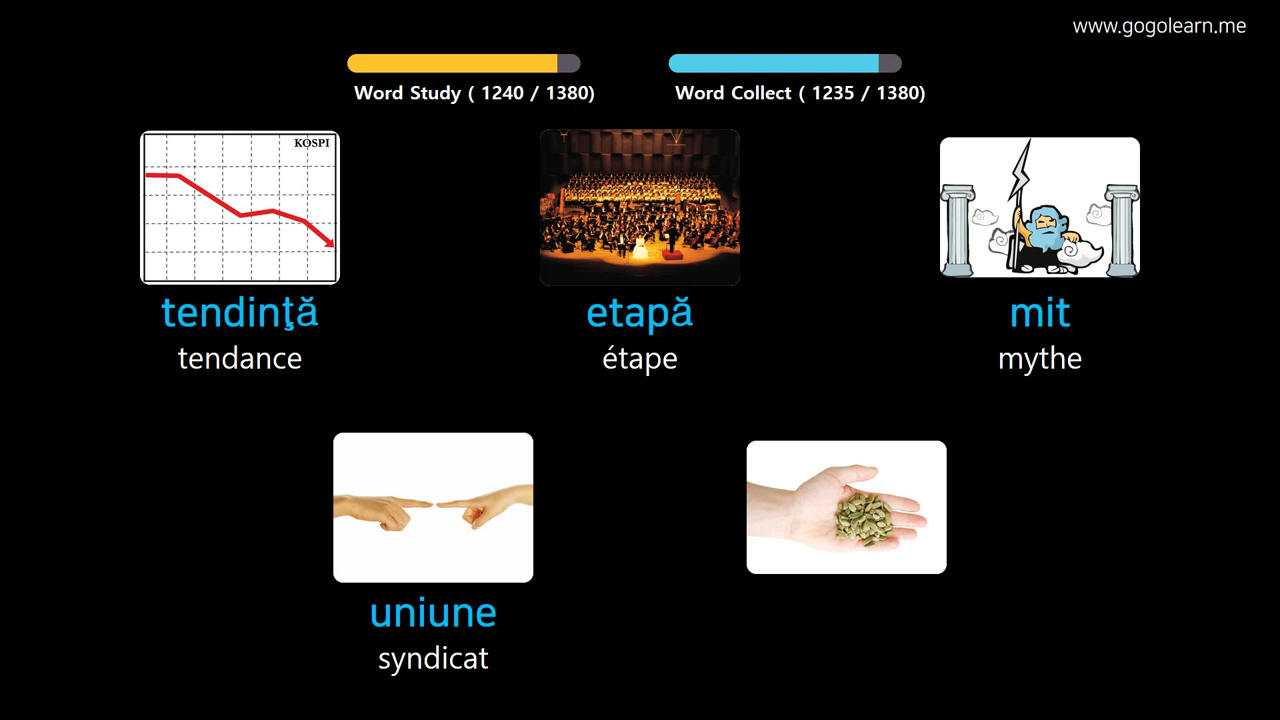 www.gogolearn.me
Word Study ( 1240 / 1380)
Word Collect ( 1235 / 1380)
KOSPI
tendinţă
tendance
etapă
étape
mit
mythe
uniune
syndicat